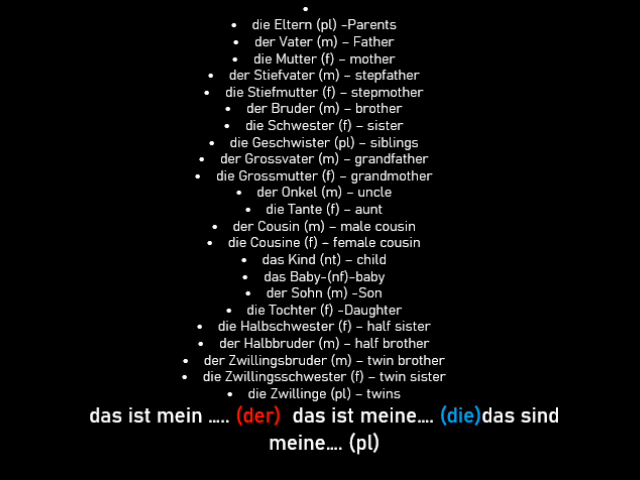 •
• die Eltern (pl) -Parents
• der Vater (m) – Father
• die Mutter (f) – mother
• der Stiefvater (m) – stepfather
• die Stiefmutter (f) – stepmother
• der Bruder (m) – brother
• die Schwester (f) – sister
• die Geschwister (pl) – siblings
• der Grossvater (m) – grandfather
• die Grossmutter (f) – grandmother
• der Onkel (m) – uncle
• die Tante (f) – aunt
• der Cousin (m) – male cousin
• die Cousine (f) – female cousin
• das Kind (nt) – child
• das Baby-(nf)-baby
• der Sohn (m) -Son
• die Tochter (f) -Daughter
• die Halbschwester (f) – half sister
• der Halbbruder (m) – half brother
• der Zwillingsbruder (m) – twin brother
• die Zwillingsschwester (f) – twin sister
• die Zwillinge (pl) – twins
das ist mein ..... (der) das ist meine.... (die)das sind
meine.... (pl)